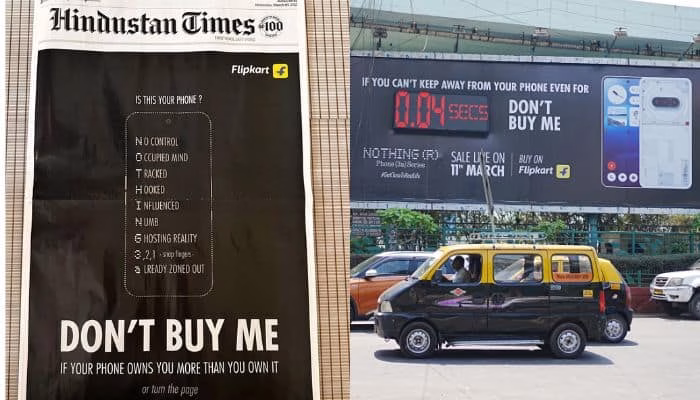 Hindustan Times
100
Flipkart
IS THIS YOUR PHONE ?
NO CONTROL
OCCUPIED MIND
TRACKED
HOOKED
INFLUENCED
NUMB
GHOSTING REALITY
3,2,1 - snap fingers -
aLREADY ZONED OUT
DON'T BUY ME
IF YOUR PHONE OWNS YOU MORE THAN YOU OWN IT
or turn the page
IF YOU CAN'T KEEP AWAY FROM YOUR PHONE EVEN FOR
0.04 SECS
DON'T
BUY ME
NOTHING (R)
Phone (3a) Series
SALE LIVE ON
11TH MARCH
BUY ON
Flipkart